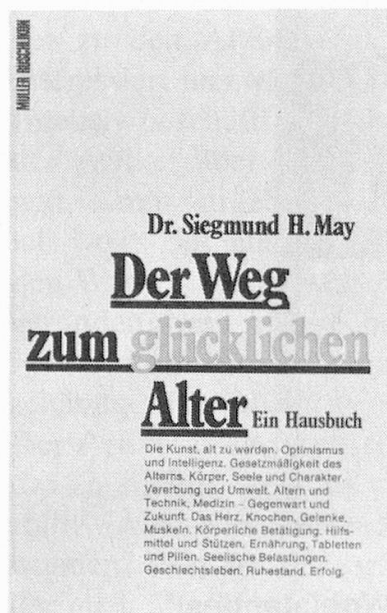 MÜLLER RÜSCHLIKON
Dr. Siegmund H. May
Der Weg
zum glücklichen
Alter Ein Hausbuch
Die Kunst, alt zu werden. Optimismus
und Intelligenz. Gesetzmäßigkeit des
Alterns. Körper, Seele und Charakter.
Vererbung und Umwelt. Altern und
Technik, Medizin – Gegenwart und
Zukunft. Das Herz. Knochen, Gelenke,
Muskeln. Körperliche Betätigung. Hilfs-
mittel und Stützen. Ernährung, Tabletten
und Pillen. Seelische Belastungen.
Geschlechtsleben. Ruhestand. Erfolg.